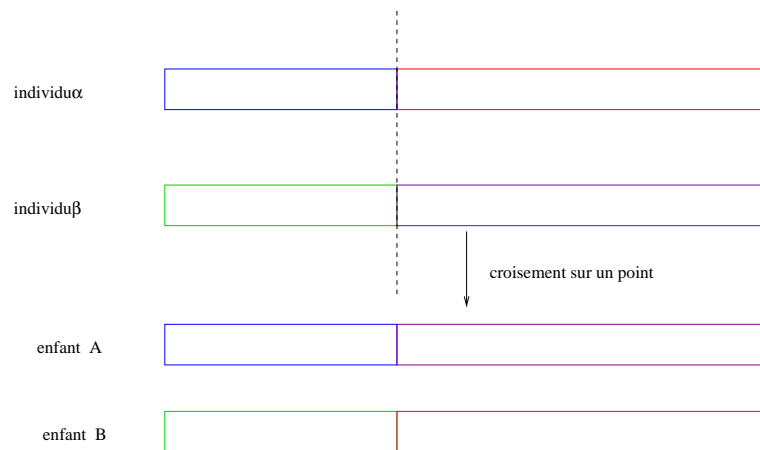 individuα
individuβ
croisement sur un point
enfant A
enfant B